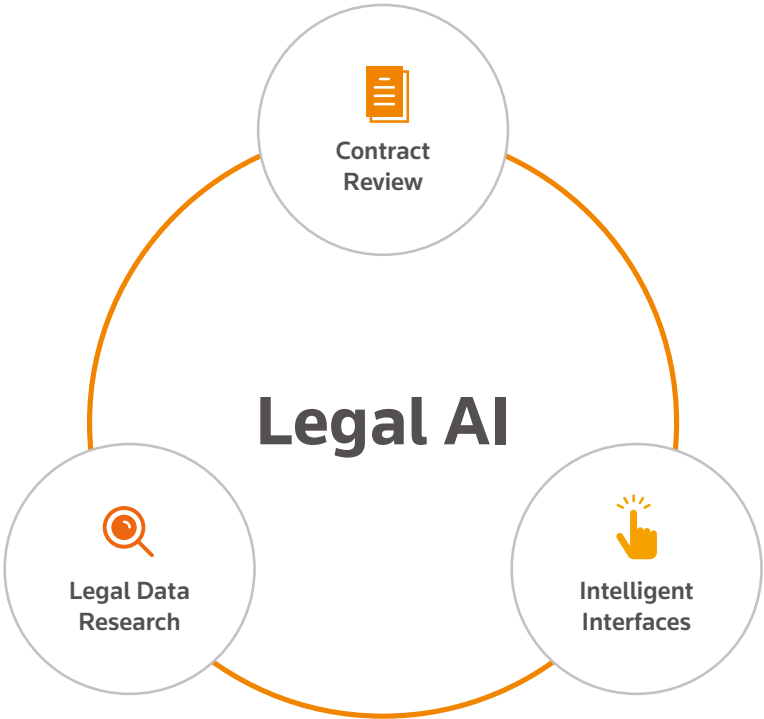 Contract
Review
Legal AI
Legal Data
Research
Intelligent
Interfaces